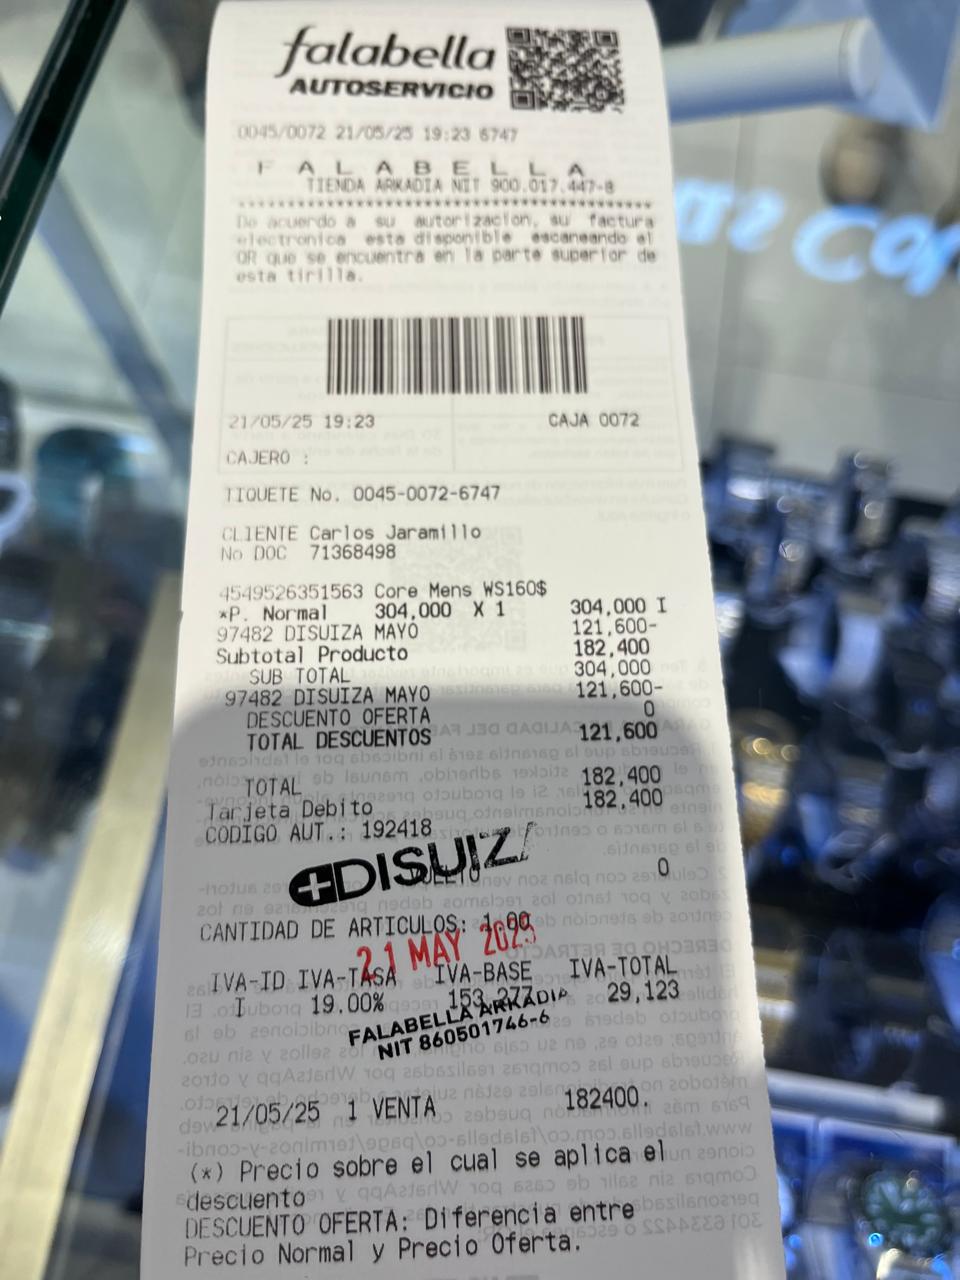 falabella
AUTOSERVICIO
0045/0072 21/05/25 19:23 6747
F A L A B E L L A
TIENDA ARKADIA NIT 900.017.447-8
De acuerdo a su autorizacion, su factura
electronica esta disponible escaneando el
QR que se encuentra en la parte superior de
esta tirilla.
21/05/25 19:23 CAJA 0072
CAJERO :
TIQUETE No. 0045-0072-6747
CLIENTE Carlos Jaramillo
No DOC 71368498
4549526351563 Core Mens WS160$
*P. Normal 304,000 X 1 304,000 I
97482 DISUIZA MAYO 121,600-
Subtotal Producto 182,400
SUB TOTAL 304,000
97482 DISUIZA MAYO 121,600-
DESCUENTO OFERTA 0
TOTAL DESCUENTOS 121,600
TOTAL 182,400
Tarjeta Debito 182,400
CODIGO AUT.: 192418
DISUIZ
0
CANTIDAD DE ARTICULOS: 1.00
21 MAY 2025
IVA-ID IVA-TASA IVA-BASE IVA-TOTAL
I 19.00% 153,277 29,123
FALABELLA ARKADIA
NIT 860501746-6
21/05/25 1 VENTA 182400.
(*) Precio sobre el cual se aplica el
descuento
DESCUENTO OFERTA: Diferencia entre
Precio Normal y Precio Oferta.